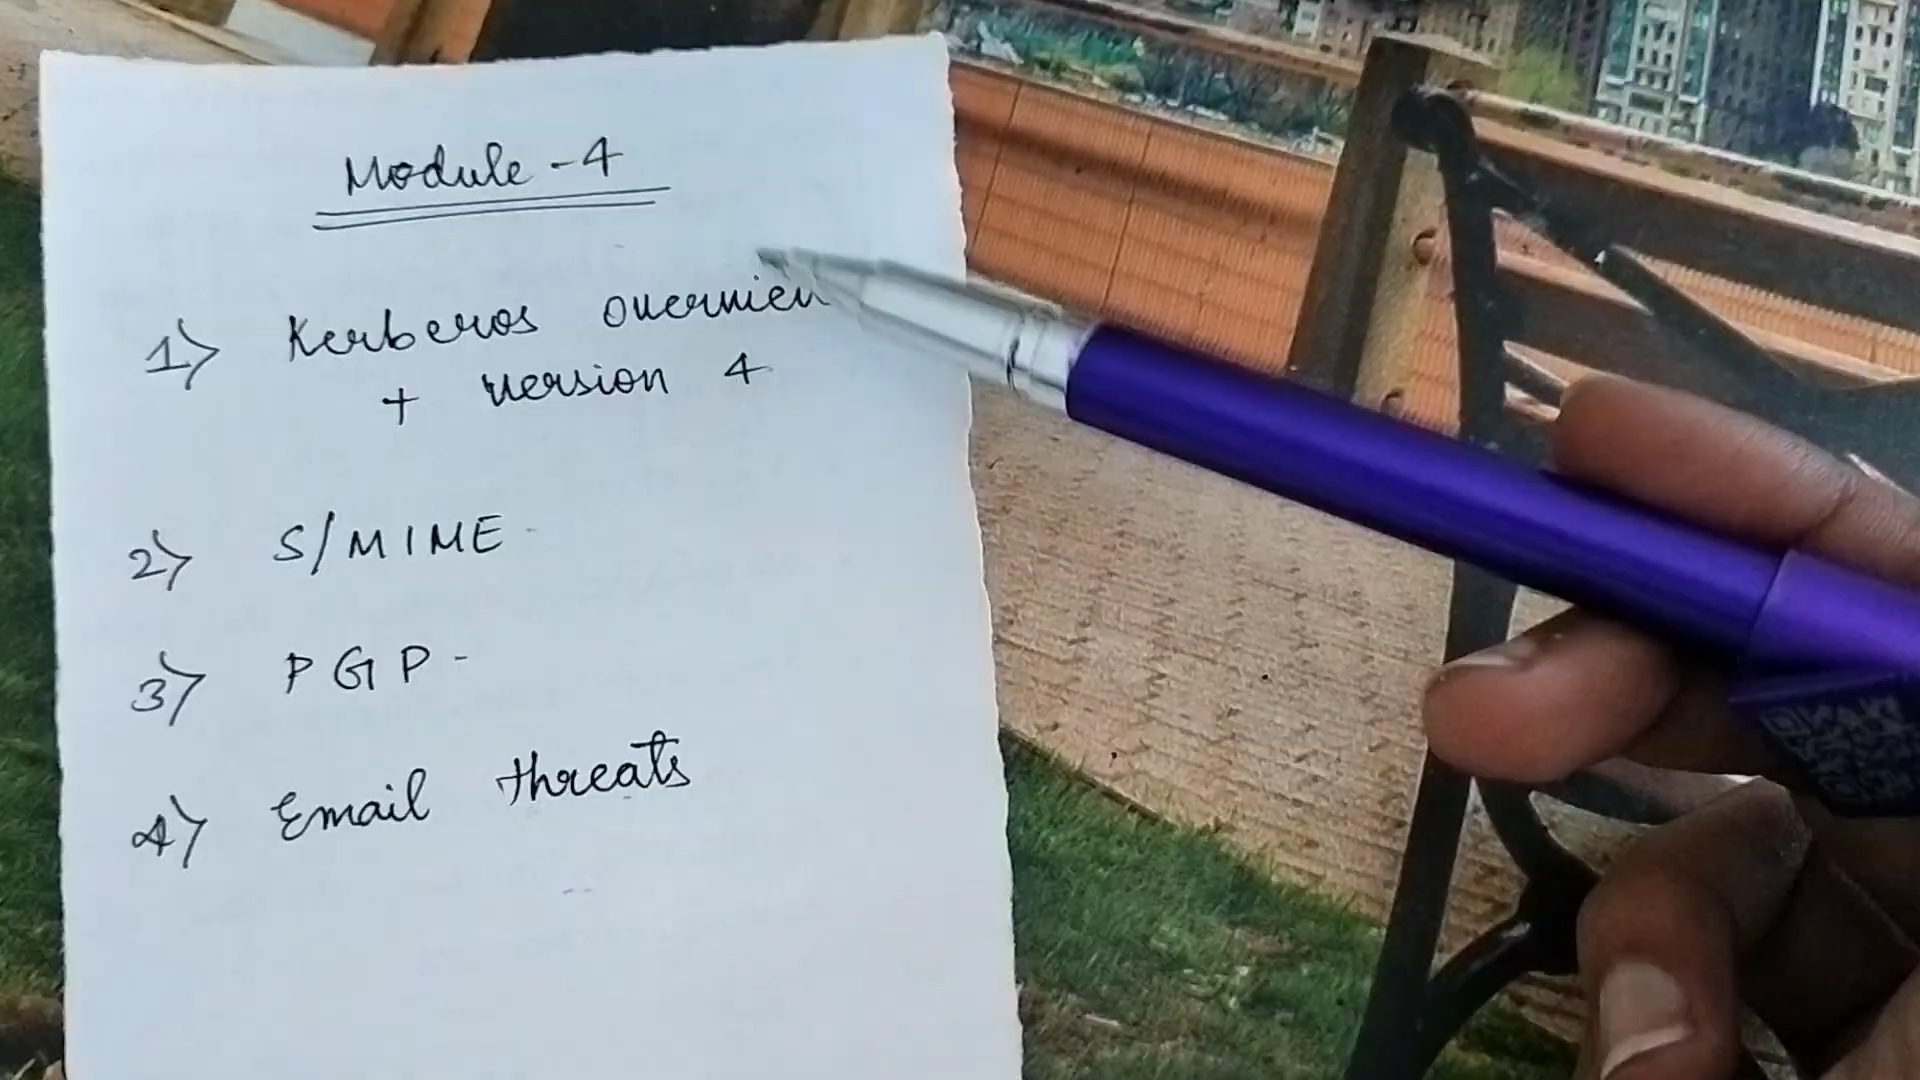 Module - 4
1) Kerberos overview
+ version 4
2) S/MIME
3) PGP -
4) Email threats